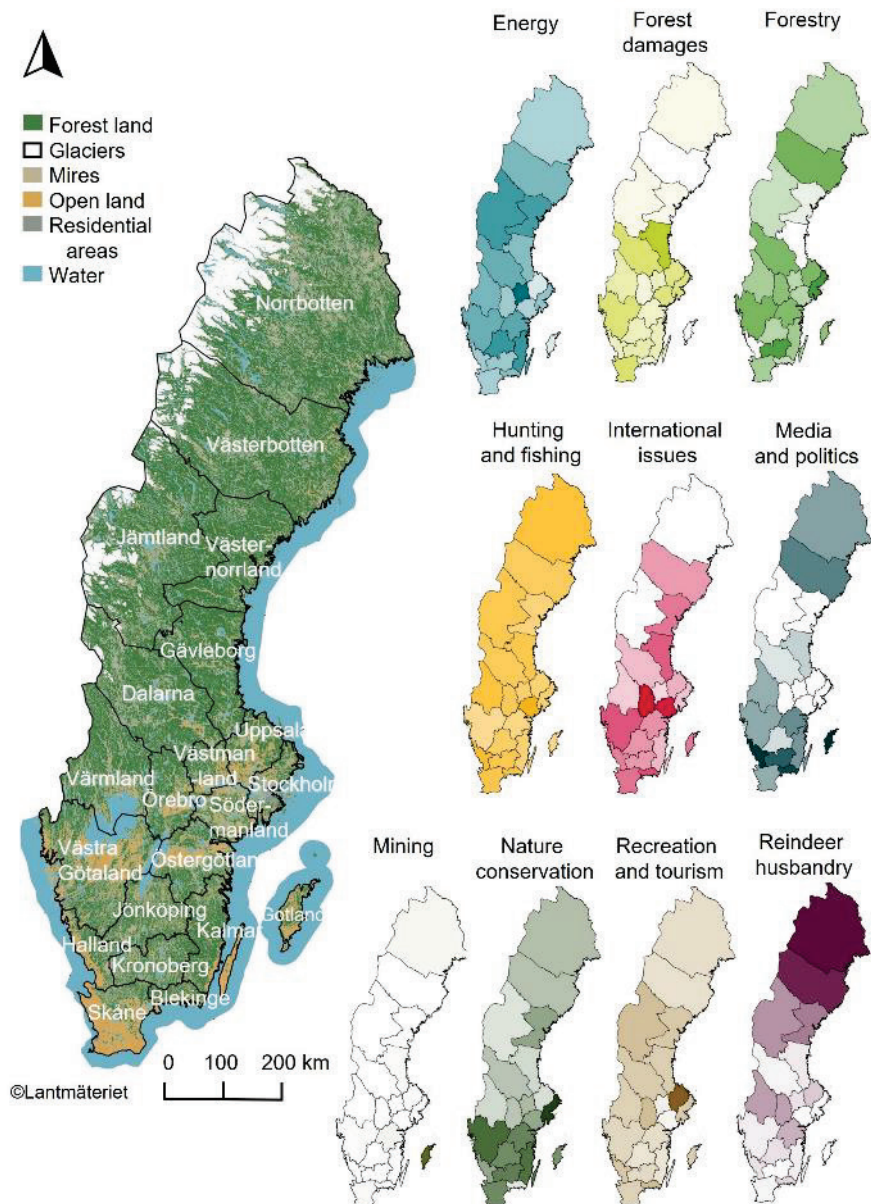 Energy
Forest
damages
Forestry
Forest land
Glaciers
Mires
Open land
Residential
areas
Water
Norrbotten
Västerbotten
Jämtland
Väster-
norrland
Gävleborg
Dalarna
Uppsala
Västman
land
Värmland
Örebro
Stockholm
Söder-
manland
Västra
Götaland
Östergötlan
Jönköping
Gotland
Kalmar
Halland
Kronoberg
Blekinge
Skåne
0 100 200 km
©Lantmäteriet
Hunting
and fishing
International
issues
Media
and politics
Mining
Nature
conservation
Recreation
and tourism
Reindeer
husbandry